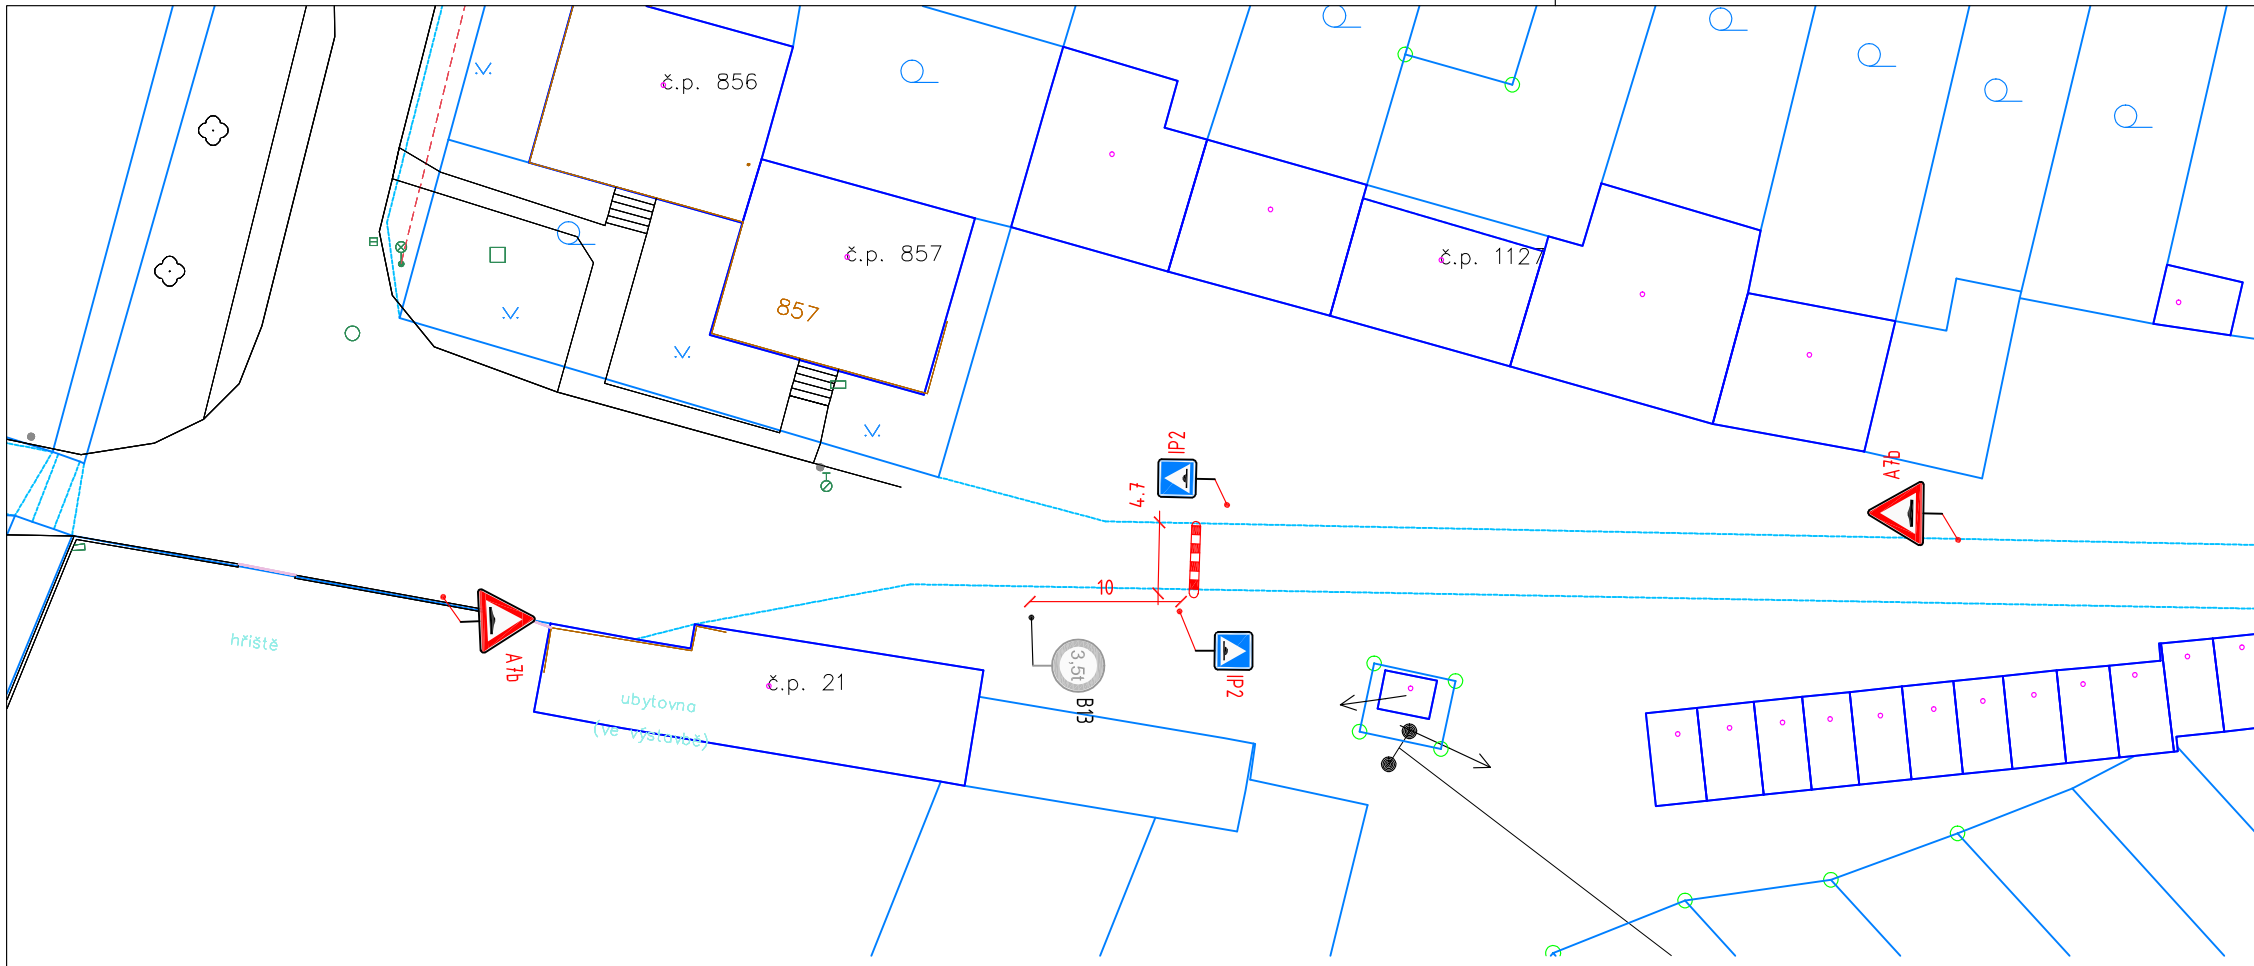 č.p. 856
č.p. 857
857
č.p. 1127
IP2
4.7
A7b
10
hřiště
A7b
č.p. 21
ubytovna
(ve výstavbě)
3,5t
B13
IP2